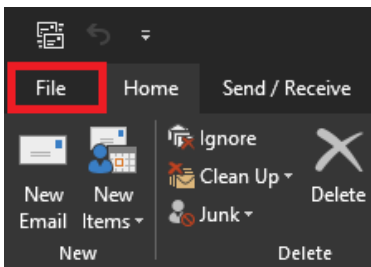 File Home Send / Receive
Ignore
Clean Up
Junk
Delete
New Email
New Items
New Delete